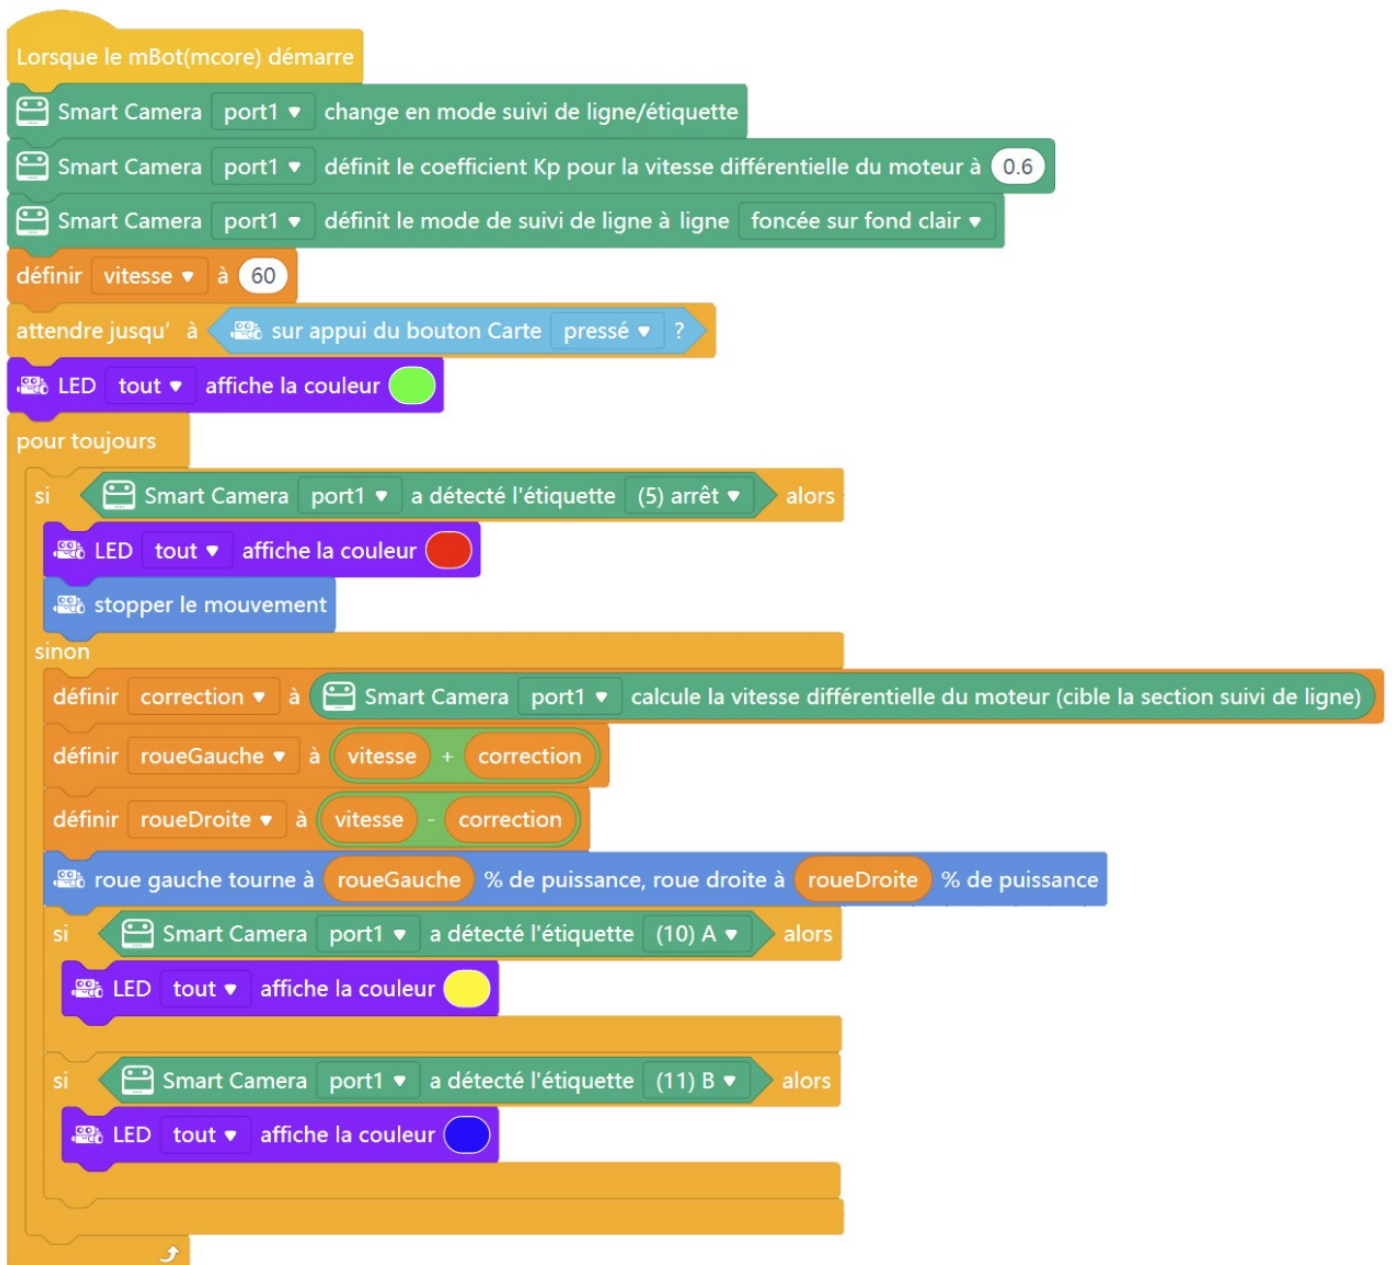 Lorsque le mBot(mcore) démarre
Smart Camera port1 change en mode suivi de ligne/étiquette
Smart Camera port1 définit le coefficient Kp pour la vitesse différentielle du moteur à 0.6
Smart Camera port1 définit le mode de suivi de ligne à ligne foncée sur fond clair
définir vitesse à 60
attendre jusqu' à sur appui du bouton Carte pressé ?
LED tout affiche la couleur
pour toujours
si Smart Camera port1 a détecté l'étiquette (5) arrêt alors
LED tout affiche la couleur
stopper le mouvement
sinon
définir correction à Smart Camera port1 calcule la vitesse différentielle du moteur (cible la section suivi de ligne)
définir roueGauche à vitesse + correction
définir roueDroite à vitesse - correction
roue gauche tourne à roueGauche % de puissance, roue droite à roueDroite % de puissance
si Smart Camera port1 a détecté l'étiquette (10) A alors
LED tout affiche la couleur
si Smart Camera port1 a détecté l'étiquette (11) B alors
LED tout affiche la couleur